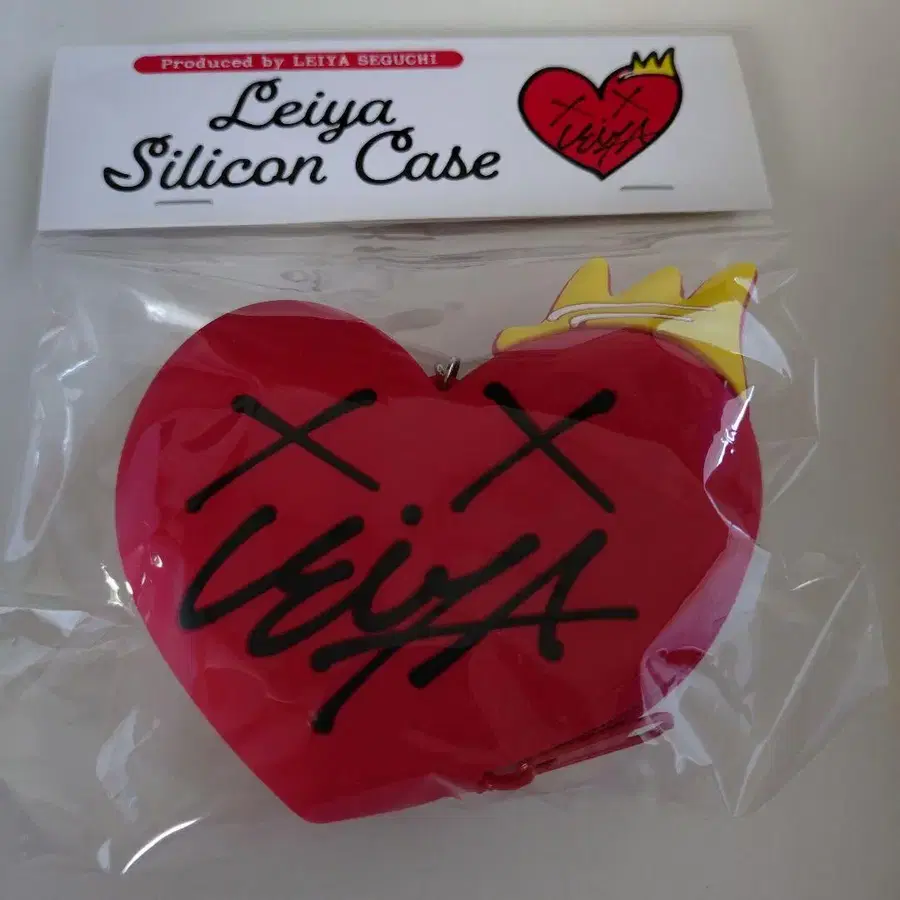 Produced by LEIYA SEGUCHI
Leiya
Silicon Case
LEiyA
LEiyA